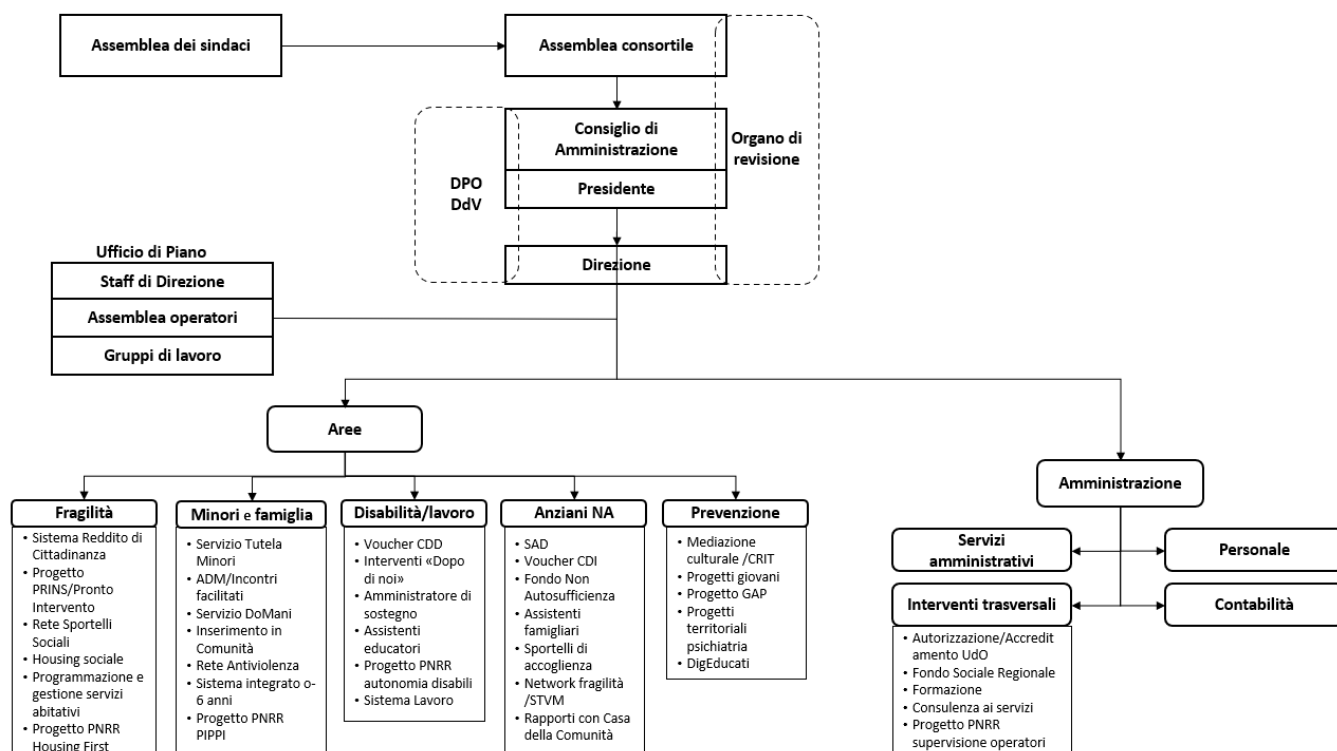 Assemblea dei sindaci
Assemblea consortile
Consiglio di
Amministrazione
Presidente
Organo di
revisione
DPO
DdV
Direzione
Ufficio di Piano
Staff di Direzione
Assemblea operatori
Gruppi di lavoro
Aree
Amministrazione
Fragilità
• Sistema Reddito di
Cittadinanza
• Progetto
PRINS/Pronto
Intervento
• Rete Sportelli
Sociali
• Housing sociale
• Programmazione e
gestione servizi
abitativi
• Progetto PNRR
Housing First
Minori e famiglia
• Servizio Tutela
Minori
• ADM/Incontri
facilitati
• Servizio DoMani
• Inserimento in
Comunità
• Rete Antiviolenza
• Sistema integrato o-
6 anni
• Progetto PNRR
PIPPI
Disabilità/lavoro
• Voucher CDD
• Interventi «Dopo
di noi»
• Amministratore di
sostegno
• Assistenti
educatori
• Progetto PNRR
autonomia disabili
• Sistema Lavoro
Anziani NA
• SAD
• Voucher CDI
• Fondo Non
Autosufficienza
• Assistenti
famigliari
• Sportelli di
accoglienza
• Network fragilità
/STVM
• Rapporti con Casa
della Comunità
Prevenzione
• Mediazione
culturale /CRIT
• Progetti giovani
• Progetto GAP
• Progetti
territoriali
psichiatria
• DigEducati
Servizi
amministrativi
Personale
Interventi trasversali
Contabilità
• Autorizzazione/Accredit
amento UdO
• Fondo Sociale Regionale
• Formazione
• Consulenza ai servizi
• Progetto PNRR
supervisione operatori